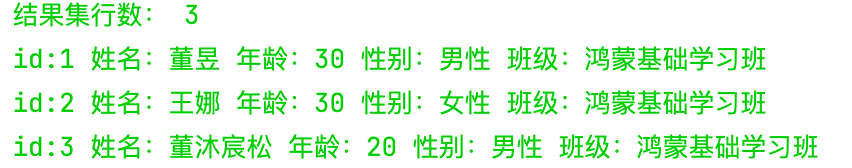 结果集行数： 3
id:1 姓名：董昱 年龄：30 性别：男性 班级：鸿蒙基础学习班
id:2 姓名：王娜 年龄：30 性别：女性 班级：鸿蒙基础学习班
id:3 姓名：董沐宸松 年龄：20 性别：男性 班级：鸿蒙基础学习班